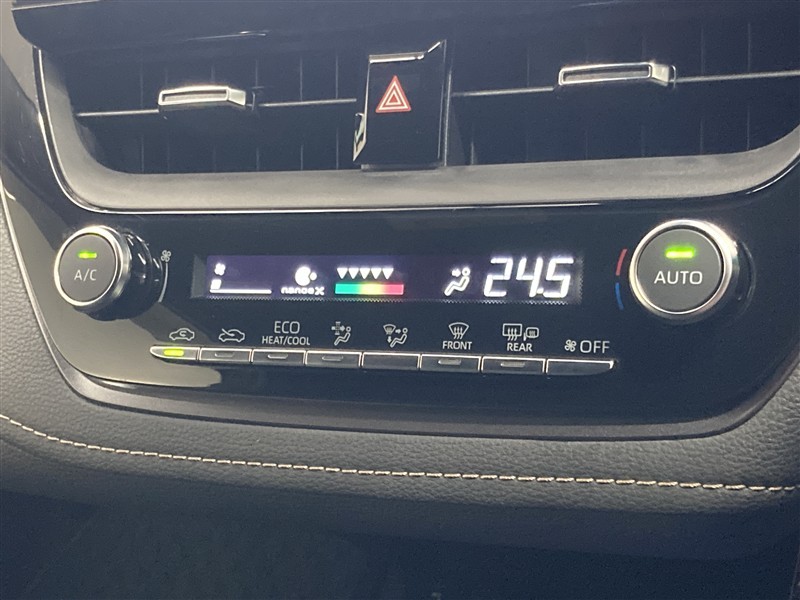 A/C
nanoe X
24.5
AUTO
ECO
HEAT/COOL
FRONT
REAR
OFF